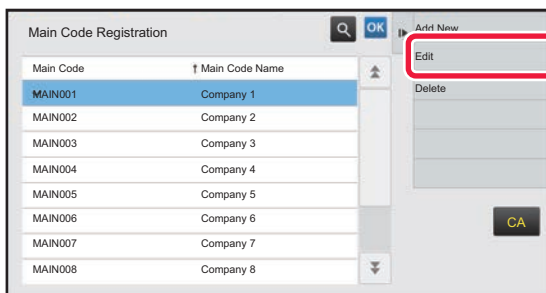 Main Code Registration
OK
Add New
Edit
Delete
Main Code Main Code Name
MAIN001 Company 1
MAIN002 Company 2
MAIN003 Company 3
MAIN004 Company 4
MAIN005 Company 5
MAIN006 Company 6
MAIN007 Company 7
MAIN008 Company 8
CA